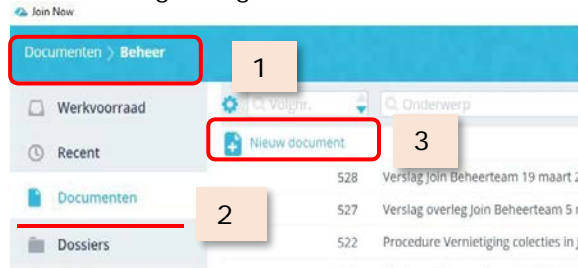 Join Now
Documenten > Beheer
1
Werkvoorraad
Volgnr.
Onderwerp
Recent
Nieuw document
3
528 Verslag Join Beheerteam 19 maart
Documenten
2
527 Verslag overleg Join Beheerteam 5
Dossiers
522 Procedure Vernietiging colecties in